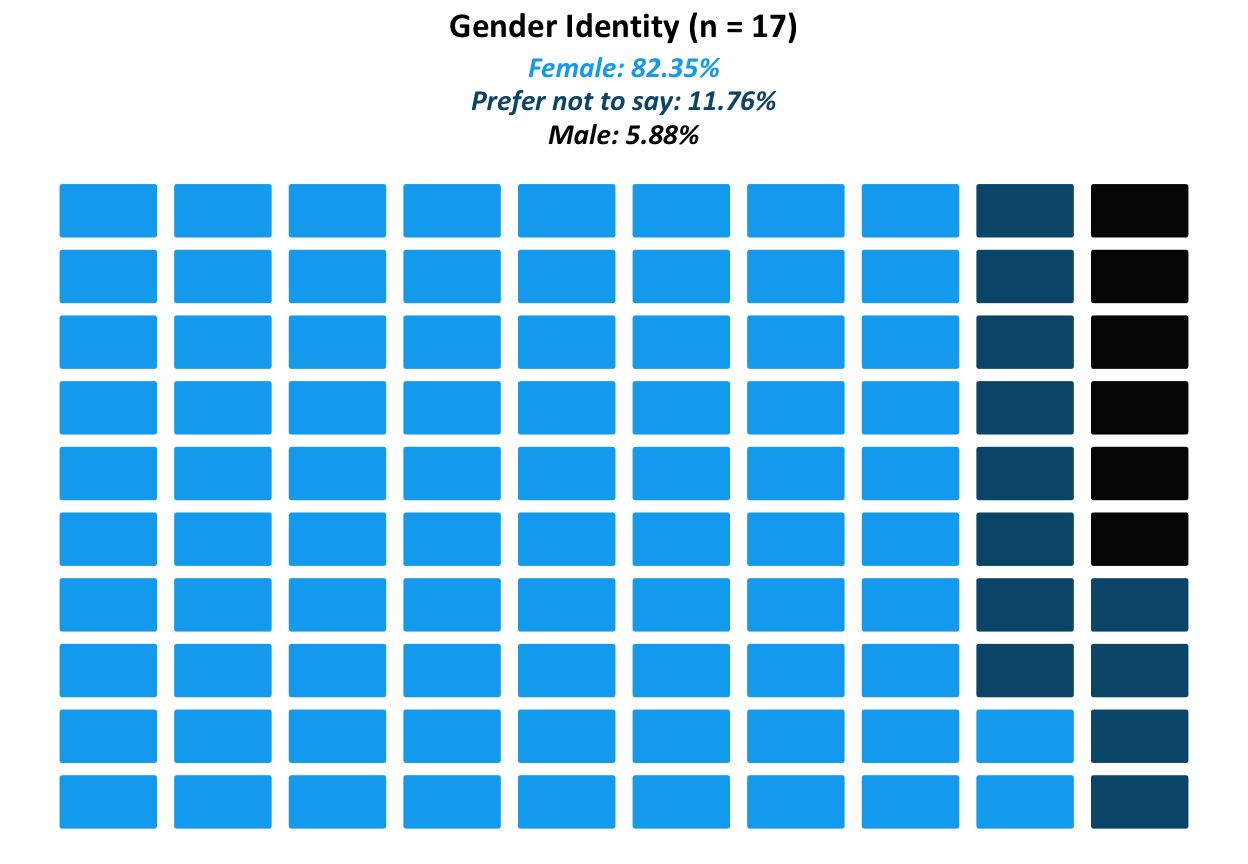 Gender Identity (n = 17)
Female: 82.35%
Prefer not to say: 11.76%
Male: 5.88%